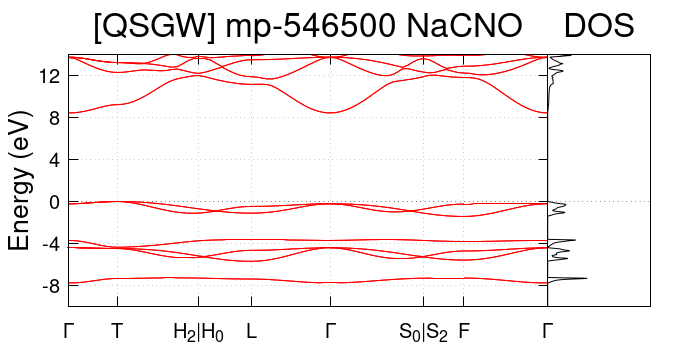 [QSGW] mp-546500 NaCNO DOS
Energy (eV)
12
8
4
0
-4
-8
Γ T H2|H0 L Γ S0|S2 F Γ